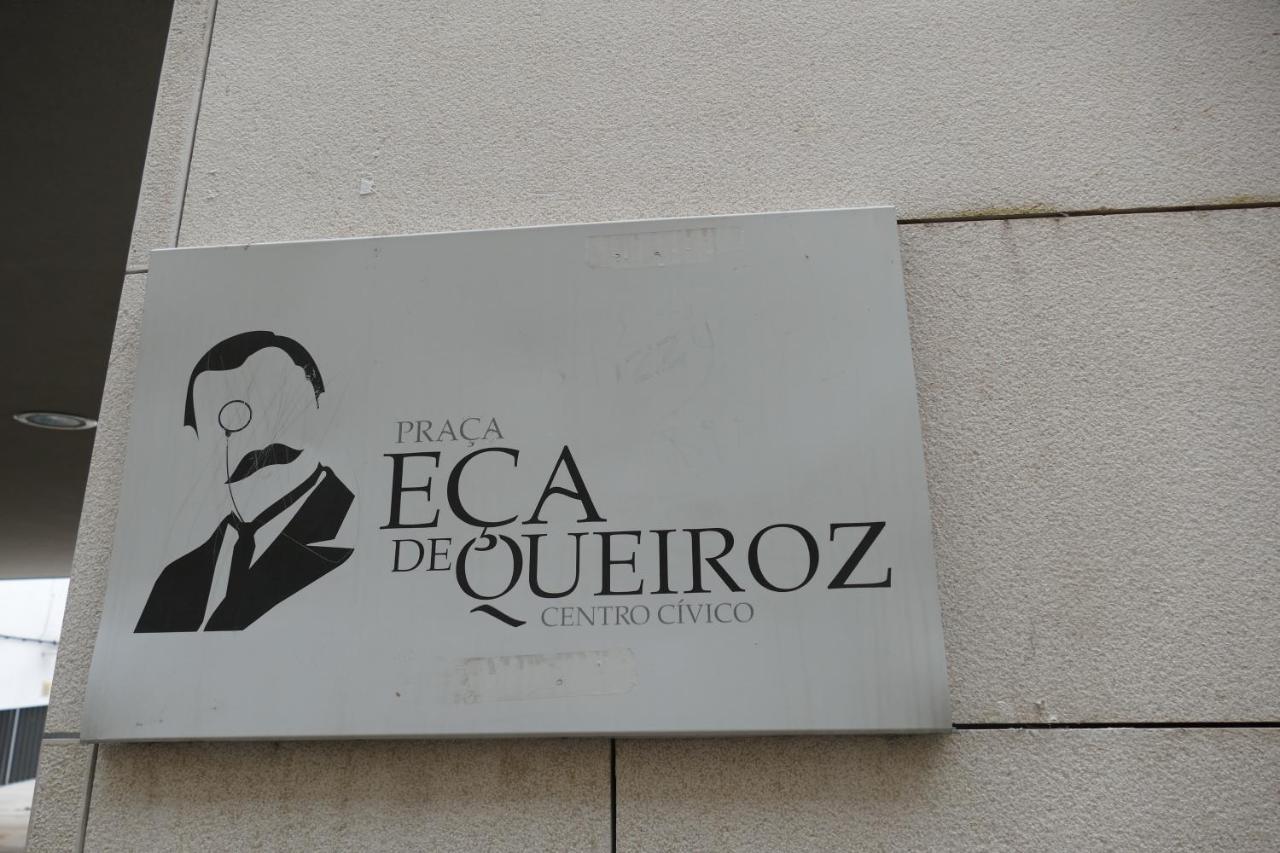 PRAÇA
EÇA
DE QUEIROZ
CENTRO CÍVICO